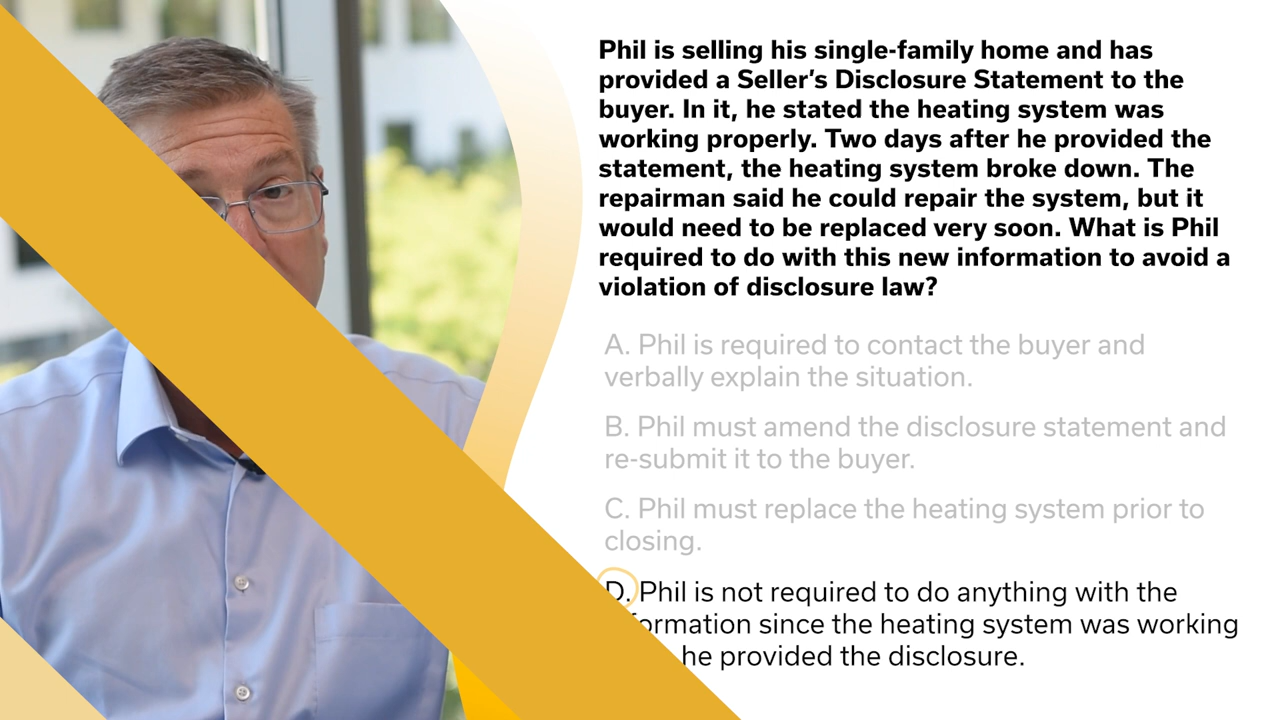 Phil is selling his single-family home and has
provided a Seller's Disclosure Statement to the
buyer. In it, he stated the heating system was
working properly. Two days after he provided the
statement, the heating system broke down. The
repairman said he could repair the system, but it
would need to be replaced very soon. What is Phil
required to do with this new information to avoid a
violation of disclosure law?
A. Phil is required to contact the buyer and
verbally explain the situation.
B. Phil must amend the disclosure statement and
re-submit it to the buyer.
C. Phil must replace the heating system prior to
closing.
D. Phil is not required to do anything with the
formation since the heating system was working
he provided the disclosure.